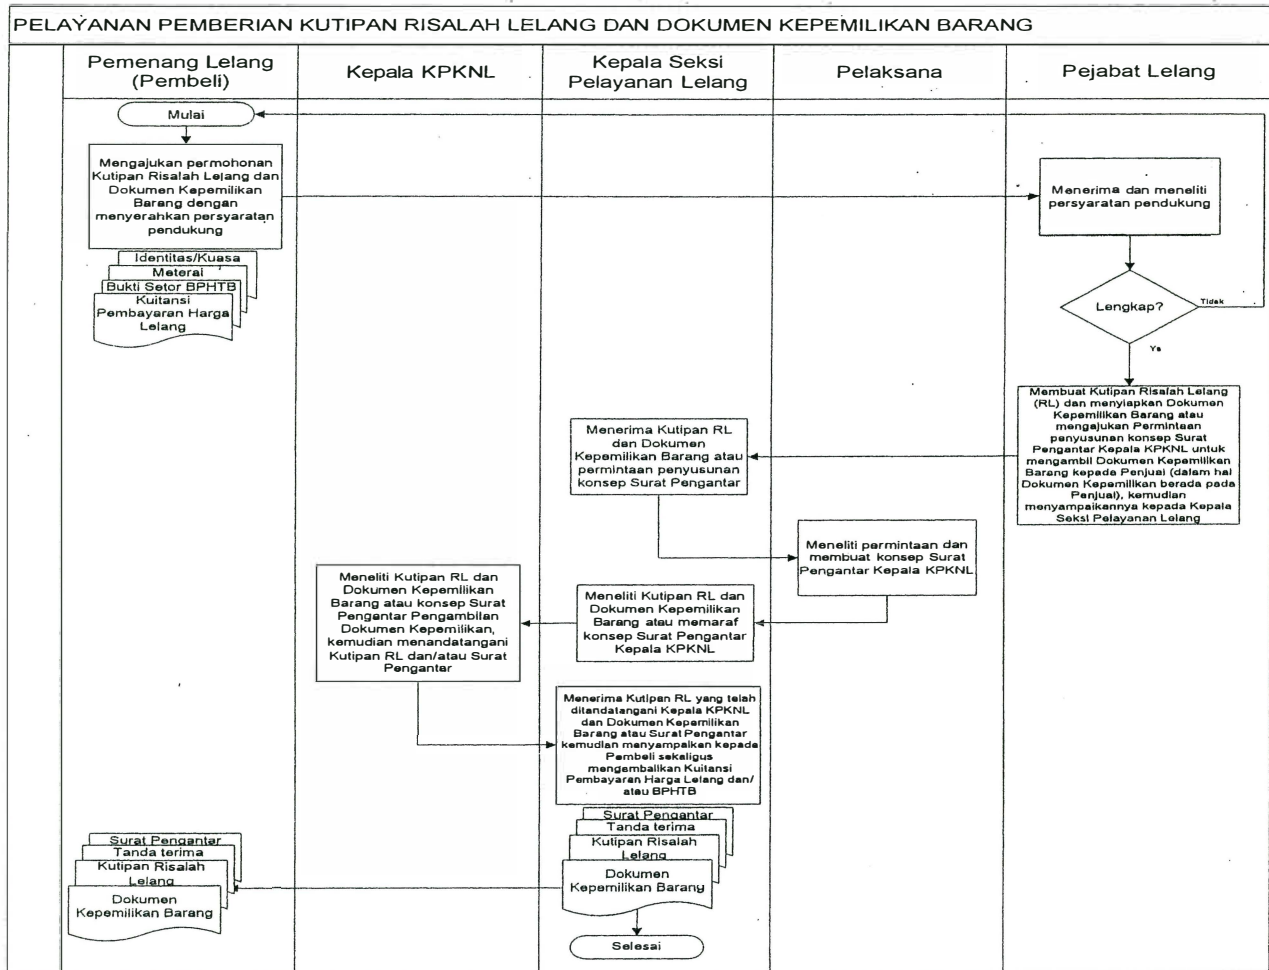 PELAYANAN PEMBERIAN KUTIPAN RISALAH LELANG DAN DOKUMEN KEPEMILIKAN BARANG
Pemenang Lelang
(Pembeli)
Kepala KPKNL
Kepala Seksi
Pelayanan Lelang
Pelaksana
Pejabat Lelang
Mulai
Mengajukan permohonan
Kutipan Risalah Lelang dan
Dokumen Kepemilikan
Barang dengan
menyerahkan persyaratan
pendukung
Identitas/Kuasa
Meterai
Bukti Setor BPHTB
Kuitansi
Pembayaran Harga
Lelang
Menerima dan meneliti
persyaratan pendukung
Lengkap?
Tidak
Ya
Membuat Kutipan Risalah Lelang
(RL) dan menyiapkan Dokumen
Kepemilikan Barang atau
mengajukan Permintaan
penyusunan konsep Surat
Pengantar Kepala KPKNL untuk
mengambil Dokumen Kepemilikan
Barang kepada Penjual (dalam hal
Dokumen Kepemilikan berada pada
Penjual), kemudian
menyampaikannya kepada Kepala
Seksi Pelayanan Lelang
Menerima Kutipan RL
dan Dokumen
Kepemilikan Barang atau
permintaan penyusunan
konsep Surat Pengantar
Meneliti permintaan dan
membuat konsep Surat
Pengantar Kepala KPKNL
Meneliti Kutipan RL dan
Dokumen Kepemilikan
Barang atau memaraf
konsep Surat Pengantar
Kepala KPKNL
Meneliti Kutipan RL dan
Dokumen Kepemilikan
Barang atau konsep Surat
Pengantar Pengambilan
Dokumen Kepemilikan,
kemudian menandatangani
Kutipan RL dan/atau Surat
Pengantar
Menerima Kutipan RL yang telah
ditandatangani Kepala KPKNL
dan Dokumen Kepemilikan
Barang atau Surat Pengantar
kemudian menyampaikan kepada
Pembeli sekaligus
mengembalikan Kuitansi
Pembayaran Harga Lelang dan/
atau BPHTB
Surat Pengantar
Tanda terima
Kutipan Risalah
Lelang
Dokumen
Kepemilikan Barang
Surat Pengantar
Tanda terima
Kutipan Risalah
Lelang
Dokumen
Kepemilikan Barang
Selesai